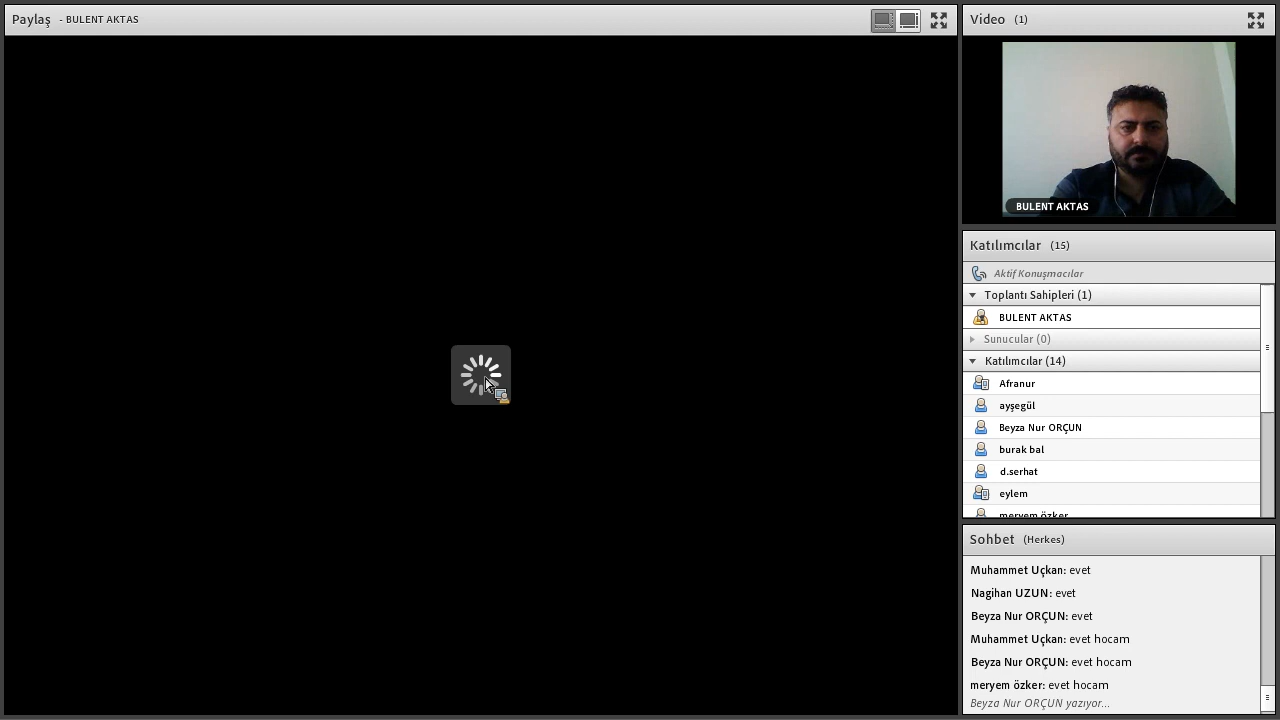 Paylaş - BULENT AKTAS
Video (1)
BULENT AKTAS
Katılımcılar (15)
Aktif Konuşmacılar
Toplantı Sahipleri (1)
BULENT AKTAS
Sunucular (0)
Katılımcılar (14)
Afranur
ayşegül
Beyza Nur ORÇUN
burak bal
d.serhat
eylem
meryem özker
Sohbet (Herkes)
Muhammet Uçkan: evet
Nagihan UZUN: evet
Beyza Nur ORÇUN: evet
Muhammet Uçkan: evet hocam
Beyza Nur ORÇUN: evet hocam
meryem özker: evet hocam
Beyza Nur ORÇUN yazıyor...